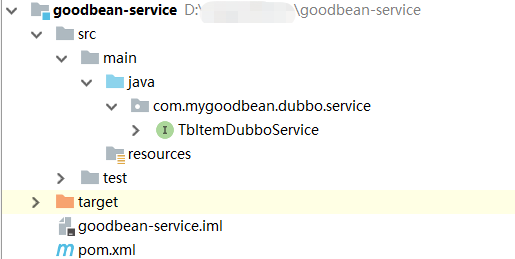 goodbean-service D:\ \goodbean-service
src
main
java
com.mygoodbean.dubbo.service
TbItemDubboService
resources
test
target
goodbean-service.iml
pom.xml